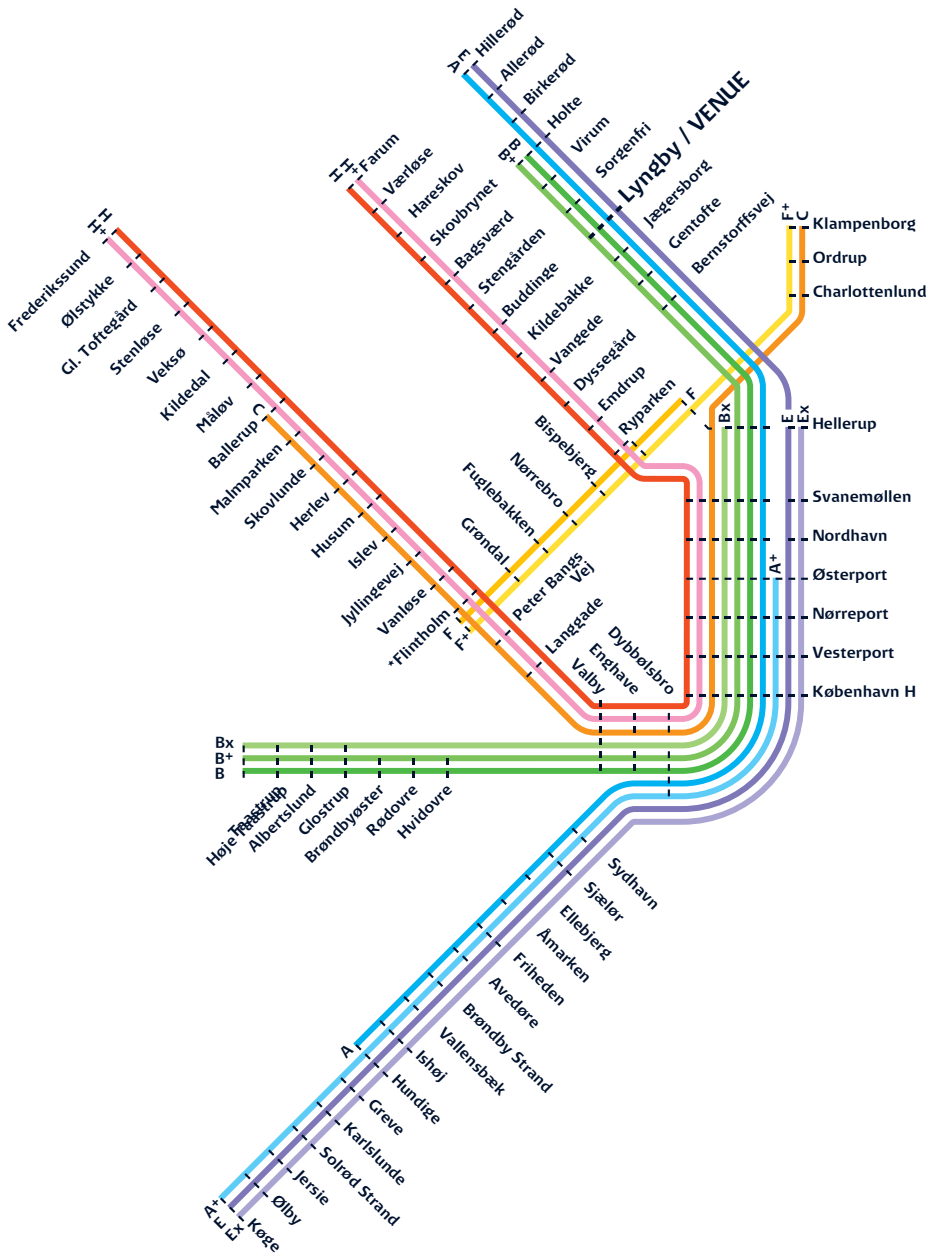 E
A
Hillerød
Allerød
Birkerød
Holte
Virum
Sorgenfri
Lyngby / VENUE
Jægersborg
Gentofte
Bernstorffsvej
B
B+
H
H+
Farum
Værløse
Hareskov
Skovbrynet
Bagsværd
Stengården
Buddinge
Kildebakke
Vangede
Dyssegård
Emdrup
Ryparken
F
Bispebjerg
Nørrebro
Fuglebakken
Grøndal
Peter Bangs
Vej
Langgade
Valby
Enghave
Dybbølsbro
H
H+
Frederikssund
Ølstykke
Gl. Toftegård
Stenløse
Veksø
Kildedal
Måløv
C
Ballerup
Malmparken
Skovlunde
Herlev
Husum
Islev
Jyllingevej
Vanløse
*Flintholm
F
F+
F+
C
Klampenborg
Ordrup
Charlottenlund
Bx
E
Ex
Hellerup
Svanemøllen
Nordhavn
A+
Østerport
Nørreport
Vesterport
København H
Bx
B+
B
Høje Taastrup
Taastrup
Albertslund
Glostrup
Brøndbyøster
Rødovre
Hvidovre
Sydhavn
Sjælør
Ellebjerg
Åmarken
Friheden
Avedøre
Brøndby Strand
Vallensbæk
Ishøj
A
Hundige
Greve
Karlslunde
Solrød Strand
Jersie
Ølby
Køge
A+
E
Ex